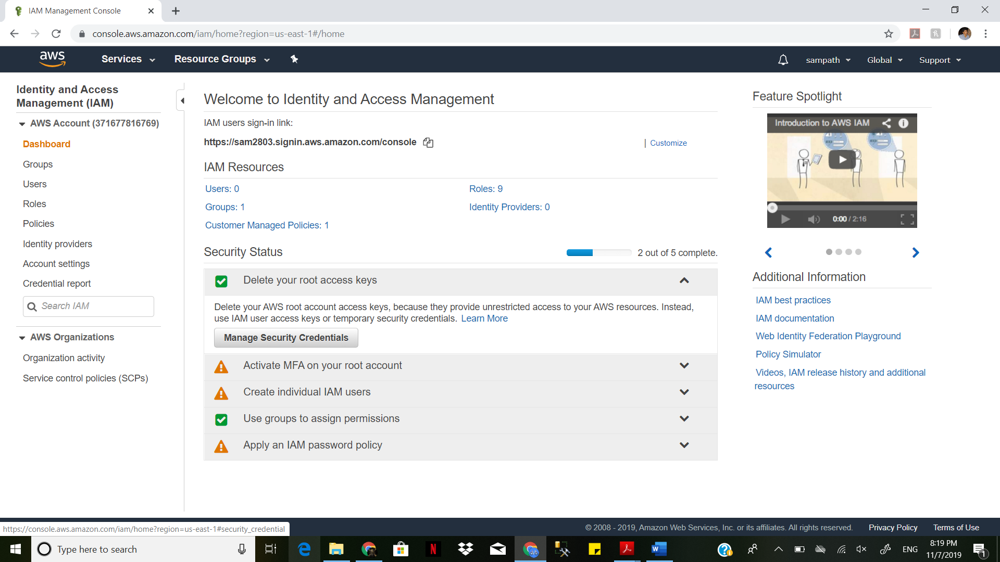 IAM Management Console
console.aws.amazon.com/iam/home?region=us-east-1#/home
aws
Services
Resource Groups
sampath
Global
Support
Identity and Access
Management (IAM)
AWS Account (371677816769)
Dashboard
Groups
Users
Roles
Policies
Identity providers
Account settings
Credential report
Search IAM
AWS Organizations
Organization activity
Service control policies (SCPs)
Welcome to Identity and Access Management
IAM users sign-in link:
https://sam2803.signin.aws.amazon.com/console
| Customize
IAM Resources
Users: 0
Roles: 9
Groups: 1
Identity Providers: 0
Customer Managed Policies: 1
Security Status
2 out of 5 complete.
Delete your root access keys
Delete your AWS root account access keys, because they provide unrestricted access to your AWS resources. Instead,
use IAM user access keys or temporary security credentials. Learn More
Manage Security Credentials
Activate MFA on your root account
Create individual IAM users
Use groups to assign permissions
Apply an IAM password policy
Feature Spotlight
Introduction to AWS IAM
0:00 / 2:16
Additional Information
IAM best practices
IAM documentation
Web Identity Federation Playground
Policy Simulator
Videos, IAM release history and additional
resources
https://console.aws.amazon.com/iam/home?region=us-east-1#security_credential
© 2008 - 2019, Amazon Web Services, Inc. or its affiliates. All rights reserved.
Privacy Policy
Terms of Use
Type here to search
ENG
8:19 PM
11/7/2019
1